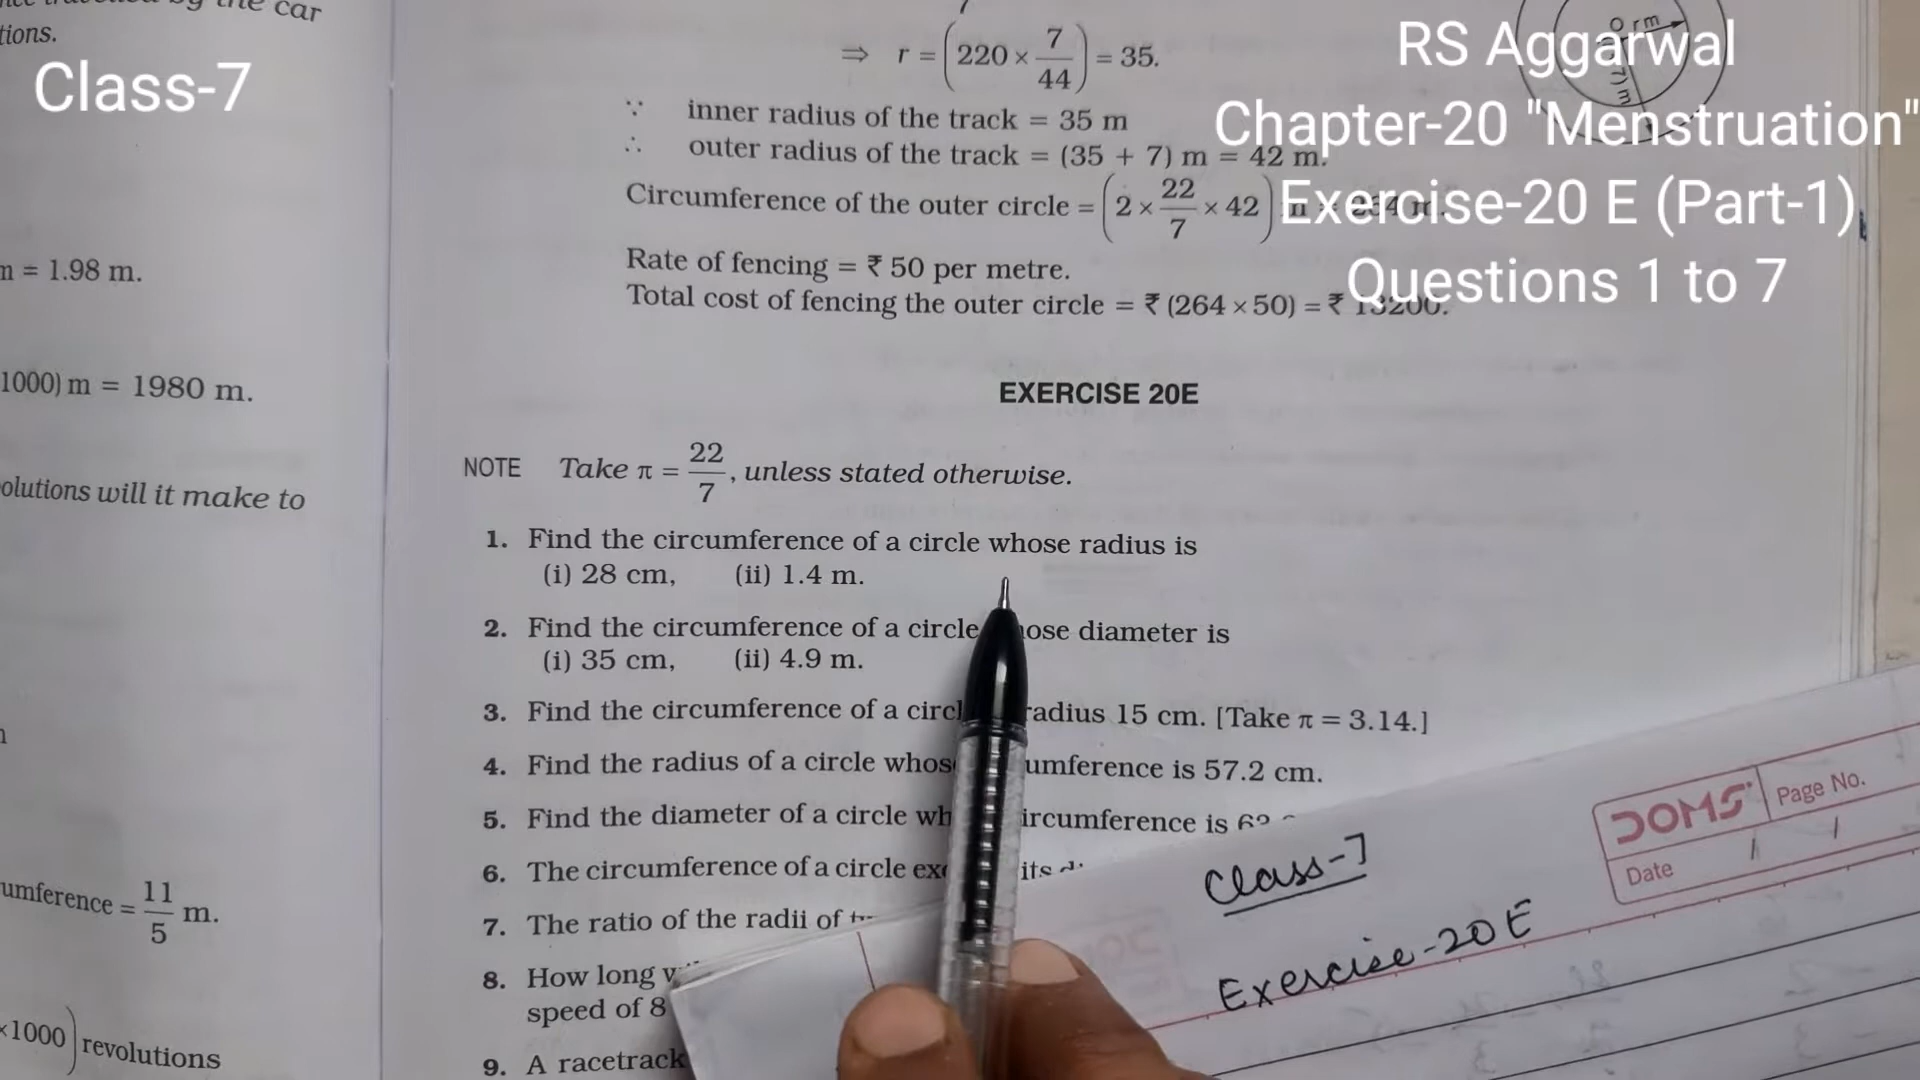 by the car
tions.
Class-7
m = 1.98 m.
1000) m = 1980 m.
olutions will it make to
umference = 11/5 m.
×1000) revolutions
⇒ r = (220 × 7/44) = 35.
∵ inner radius of the track = 35 m
∴ outer radius of the track = (35 + 7) m = 42 m.
Circumference of the outer circle = (2 × 22/7 × 42)
Rate of fencing = ₹ 50 per metre.
Total cost of fencing the outer circle = ₹ (264 × 50) = ₹ 13200.
O r m
7) m
RS Aggarwal
Chapter-20 "Menstruation"
Exercise-20 E (Part-1)
Questions 1 to 7
EXERCISE 20E
NOTE Take π = 22/7, unless stated otherwise.
1. Find the circumference of a circle whose radius is
(i) 28 cm, (ii) 1.4 m.
2. Find the circumference of a circle hose diameter is
(i) 35 cm, (ii) 4.9 m.
3. Find the circumference of a circl radius 15 cm. [Take π = 3.14.]
4. Find the radius of a circle whos umference is 57.2 cm.
5. Find the diameter of a circle wh ircumference is
6. The circumference of a circle ex its
7. The ratio of the radii of
8. How long
speed of 8
9. A racetrack
DOMS Page No.
Date / /
Class-7
Exercise-20 E